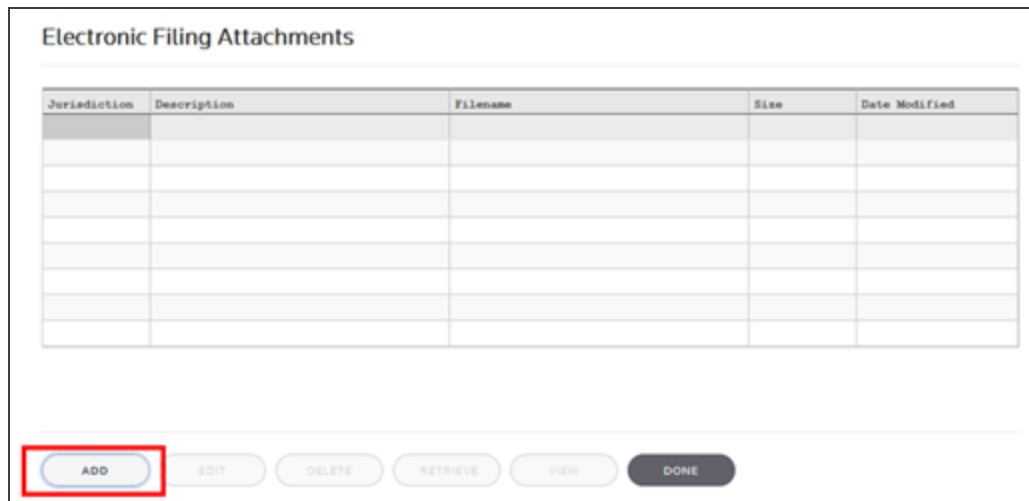 Electronic Filing Attachments
Jurisdiction Description Filename Size Date Modified
ADD EDIT DELETE RETRIEVE VIEW DONE